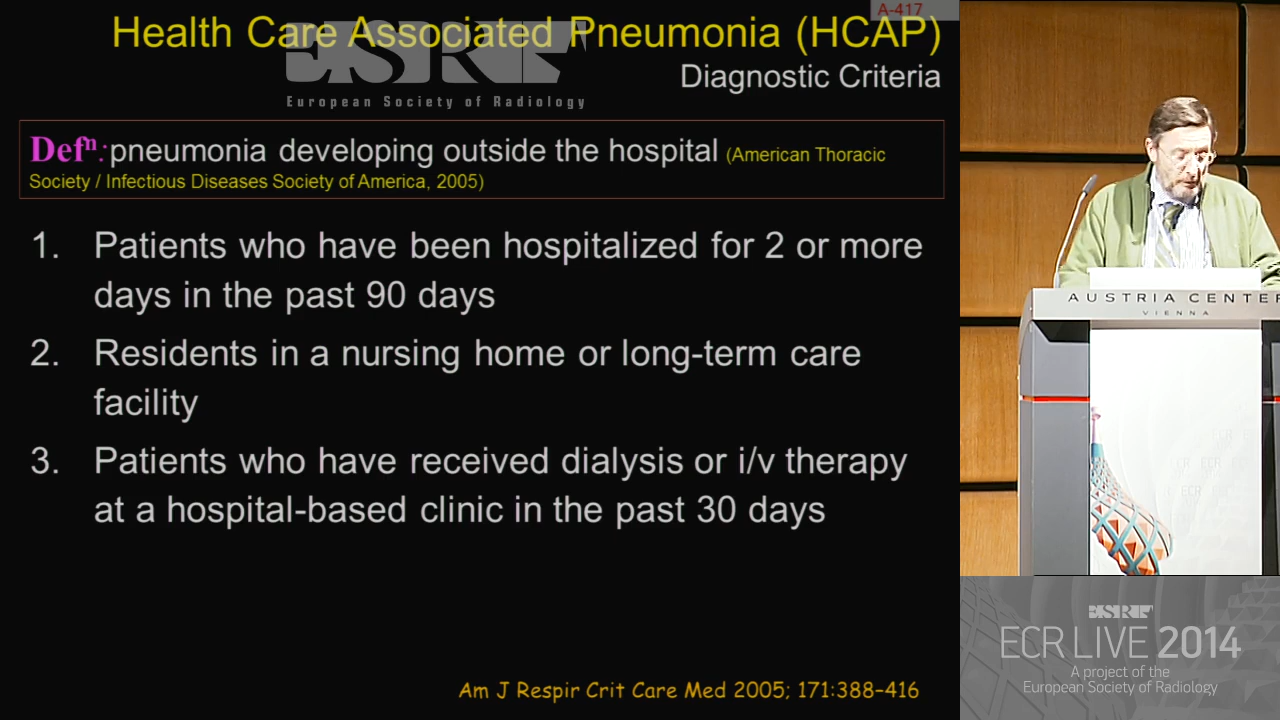 A-417
Health Care Associated Pneumonia (HCAP)
Diagnostic Criteria
ESR
European Society of Radiology
Defⁿ: pneumonia developing outside the hospital (American Thoracic
Society / Infectious Diseases Society of America, 2005)
1. Patients who have been hospitalized for 2 or more
days in the past 90 days
2. Residents in a nursing home or long-term care
facility
3. Patients who have received dialysis or i/v therapy
at a hospital-based clinic in the past 30 days
Am J Respir Crit Care Med 2005; 171:388–416
AUSTRIA CENTER
VIENNA
ESR
ECR LIVE 2014
A project of the
European Society of Radiology